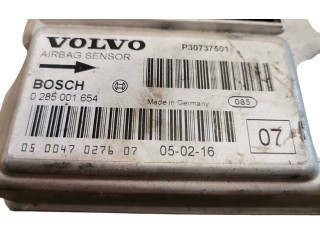 VOLVO
P30737501
AIRBAG SENSOR
BOSCH
0 285 001 654
Made in Germany
085
07
05 0047 0276 07
05-02-16